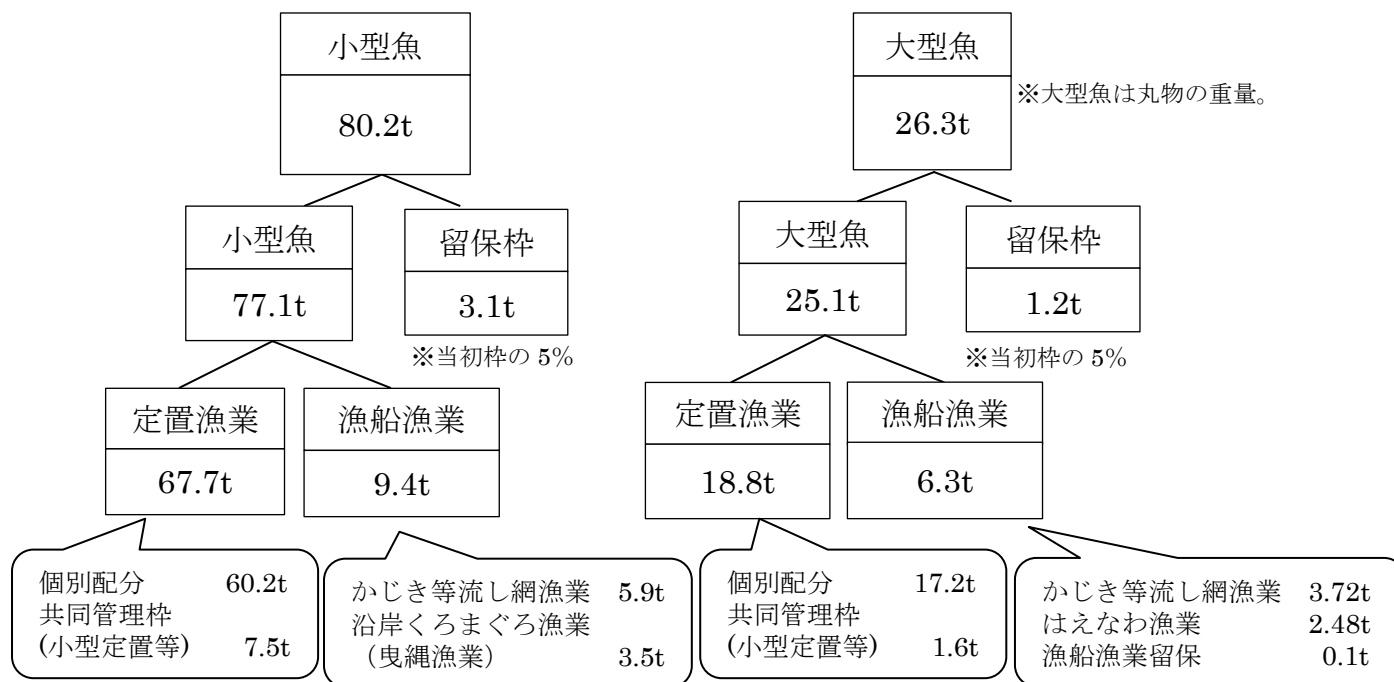 小型魚
80.2t
大型魚
26.3t
※大型魚は丸物の重量。
小型魚
77.1t
留保枠
3.1t
※当初枠の 5%
大型魚
25.1t
留保枠
1.2t
※当初枠の 5%
定置漁業
67.7t
漁船漁業
9.4t
定置漁業
18.8t
漁船漁業
6.3t
個別配分 60.2t
共同管理枠
(小型定置等) 7.5t
かじき等流し網漁業 5.9t
沿岸くろまぐろ漁業
（曳縄漁業） 3.5t
個別配分 17.2t
共同管理枠
(小型定置等) 1.6t
かじき等流し網漁業 3.72t
はえなわ漁業 2.48t
漁船漁業留保 0.1t